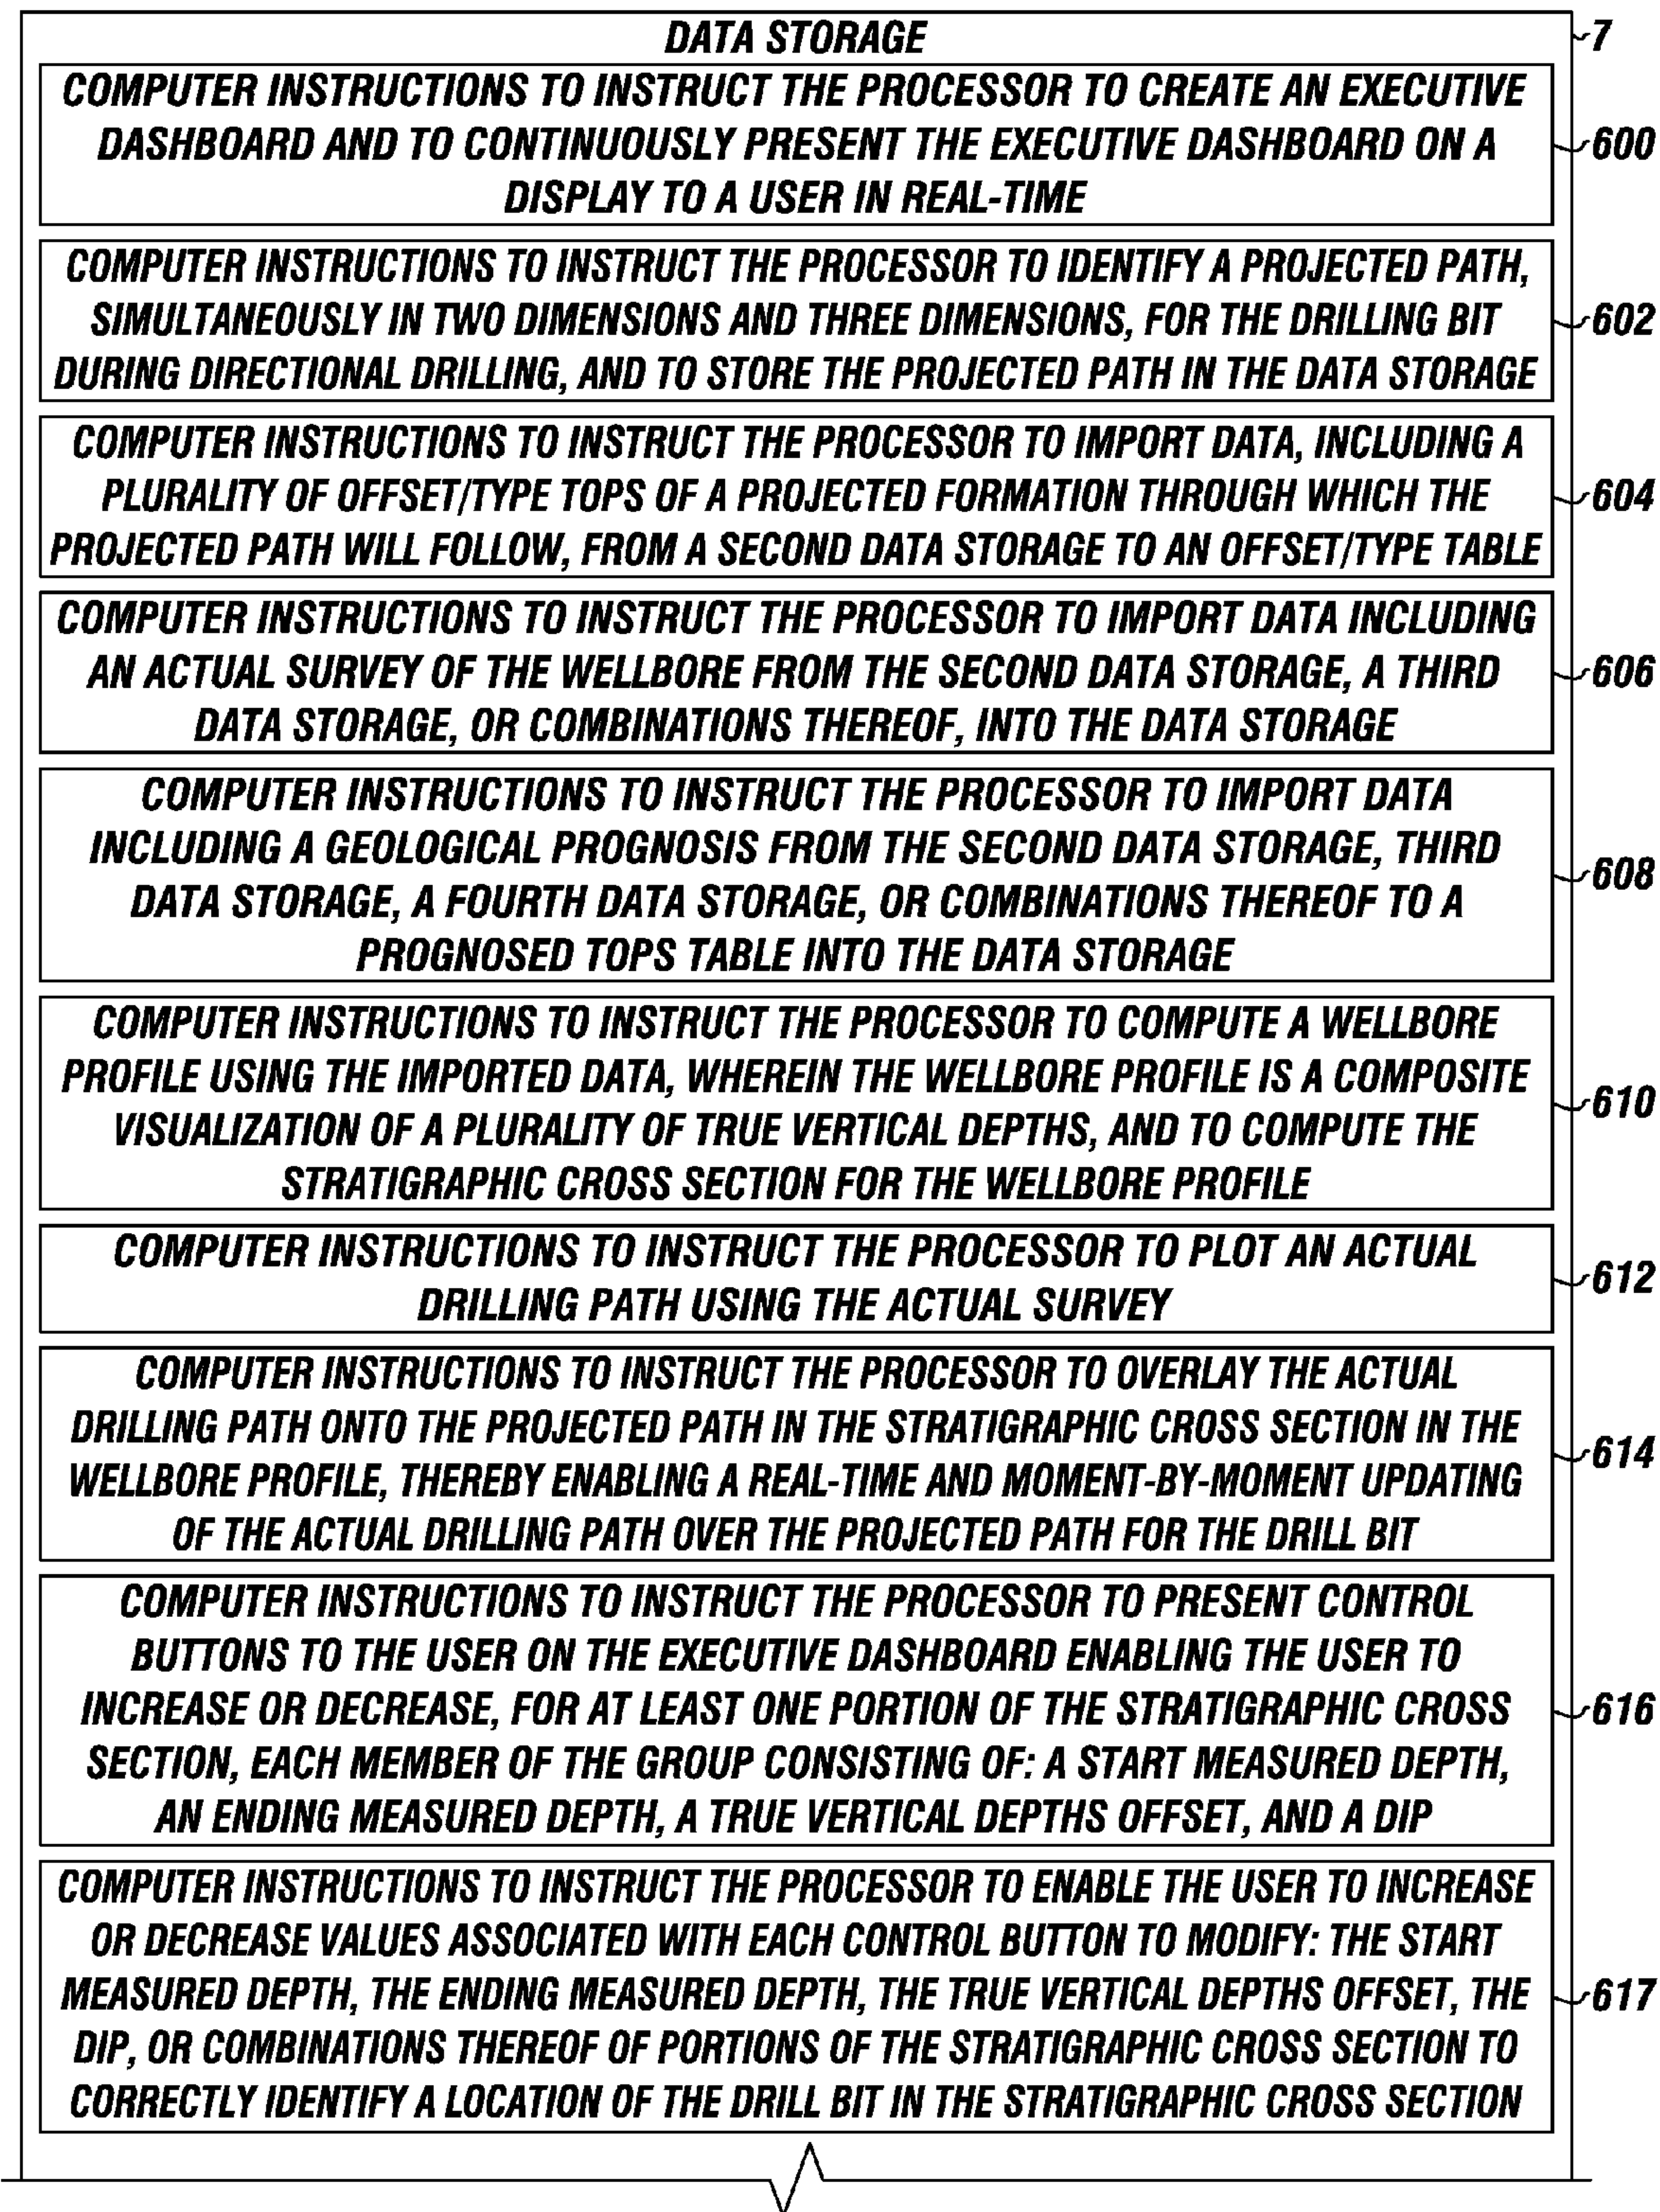 DATA STORAGE
7
COMPUTER INSTRUCTIONS TO INSTRUCT THE PROCESSOR TO CREATE AN EXECUTIVE
DASHBOARD AND TO CONTINUOUSLY PRESENT THE EXECUTIVE DASHBOARD ON A
DISPLAY TO A USER IN REAL-TIME
600
COMPUTER INSTRUCTIONS TO INSTRUCT THE PROCESSOR TO IDENTIFY A PROJECTED PATH,
SIMULTANEOUSLY IN TWO DIMENSIONS AND THREE DIMENSIONS, FOR THE DRILLING BIT
DURING DIRECTIONAL DRILLING, AND TO STORE THE PROJECTED PATH IN THE DATA STORAGE
602
COMPUTER INSTRUCTIONS TO INSTRUCT THE PROCESSOR TO IMPORT DATA, INCLUDING A
PLURALITY OF OFFSET/TYPE TOPS OF A PROJECTED FORMATION THROUGH WHICH THE
PROJECTED PATH WILL FOLLOW, FROM A SECOND DATA STORAGE TO AN OFFSET/TYPE TABLE
604
COMPUTER INSTRUCTIONS TO INSTRUCT THE PROCESSOR TO IMPORT DATA INCLUDING
AN ACTUAL SURVEY OF THE WELLBORE FROM THE SECOND DATA STORAGE, A THIRD
DATA STORAGE, OR COMBINATIONS THEREOF, INTO THE DATA STORAGE
606
COMPUTER INSTRUCTIONS TO INSTRUCT THE PROCESSOR TO IMPORT DATA
INCLUDING A GEOLOGICAL PROGNOSIS FROM THE SECOND DATA STORAGE, THIRD
DATA STORAGE, A FOURTH DATA STORAGE, OR COMBINATIONS THEREOF TO A
PROGNOSED TOPS TABLE INTO THE DATA STORAGE
608
COMPUTER INSTRUCTIONS TO INSTRUCT THE PROCESSOR TO COMPUTE A WELLBORE
PROFILE USING THE IMPORTED DATA, WHEREIN THE WELLBORE PROFILE IS A COMPOSITE
VISUALIZATION OF A PLURALITY OF TRUE VERTICAL DEPTHS, AND TO COMPUTE THE
STRATIGRAPHIC CROSS SECTION FOR THE WELLBORE PROFILE
610
COMPUTER INSTRUCTIONS TO INSTRUCT THE PROCESSOR TO PLOT AN ACTUAL
DRILLING PATH USING THE ACTUAL SURVEY
612
COMPUTER INSTRUCTIONS TO INSTRUCT THE PROCESSOR TO OVERLAY THE ACTUAL
DRILLING PATH ONTO THE PROJECTED PATH IN THE STRATIGRAPHIC CROSS SECTION IN THE
WELLBORE PROFILE, THEREBY ENABLING A REAL-TIME AND MOMENT-BY-MOMENT UPDATING
OF THE ACTUAL DRILLING PATH OVER THE PROJECTED PATH FOR THE DRILL BIT
614
COMPUTER INSTRUCTIONS TO INSTRUCT THE PROCESSOR TO PRESENT CONTROL
BUTTONS TO THE USER ON THE EXECUTIVE DASHBOARD ENABLING THE USER TO
INCREASE OR DECREASE, FOR AT LEAST ONE PORTION OF THE STRATIGRAPHIC CROSS
SECTION, EACH MEMBER OF THE GROUP CONSISTING OF: A START MEASURED DEPTH,
AN ENDING MEASURED DEPTH, A TRUE VERTICAL DEPTHS OFFSET, AND A DIP
616
COMPUTER INSTRUCTIONS TO INSTRUCT THE PROCESSOR TO ENABLE THE USER TO INCREASE
OR DECREASE VALUES ASSOCIATED WITH EACH CONTROL BUTTON TO MODIFY: THE START
MEASURED DEPTH, THE ENDING MEASURED DEPTH, THE TRUE VERTICAL DEPTHS OFFSET, THE
DIP, OR COMBINATIONS THEREOF OF PORTIONS OF THE STRATIGRAPHIC CROSS SECTION TO
CORRECTLY IDENTIFY A LOCATION OF THE DRILL BIT IN THE STRATIGRAPHIC CROSS SECTION
617